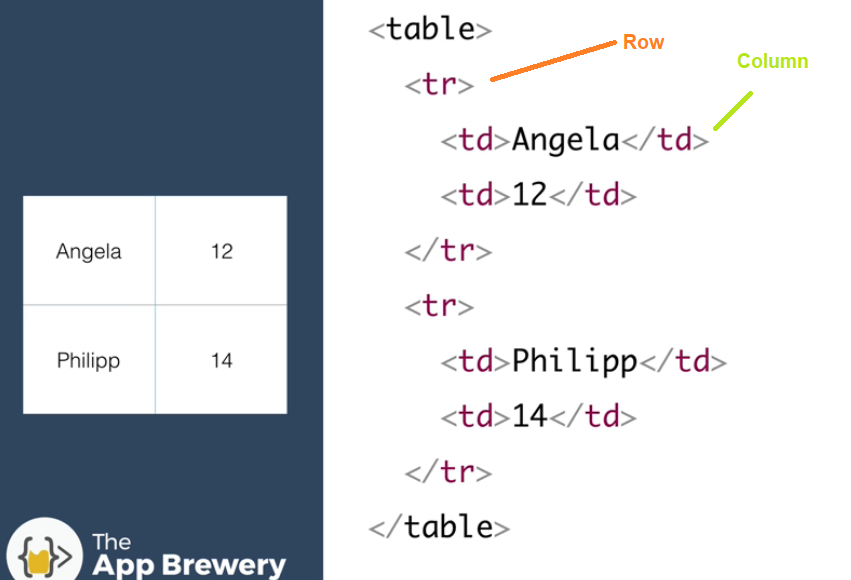 Angela 12
Philipp 14
The
App Brewery
<table>
<tr>
<td>Angela</td>
<td>12</td>
</tr>
<tr>
<td>Philipp</td>
<td>14</td>
</tr>
</table>
Row
Column